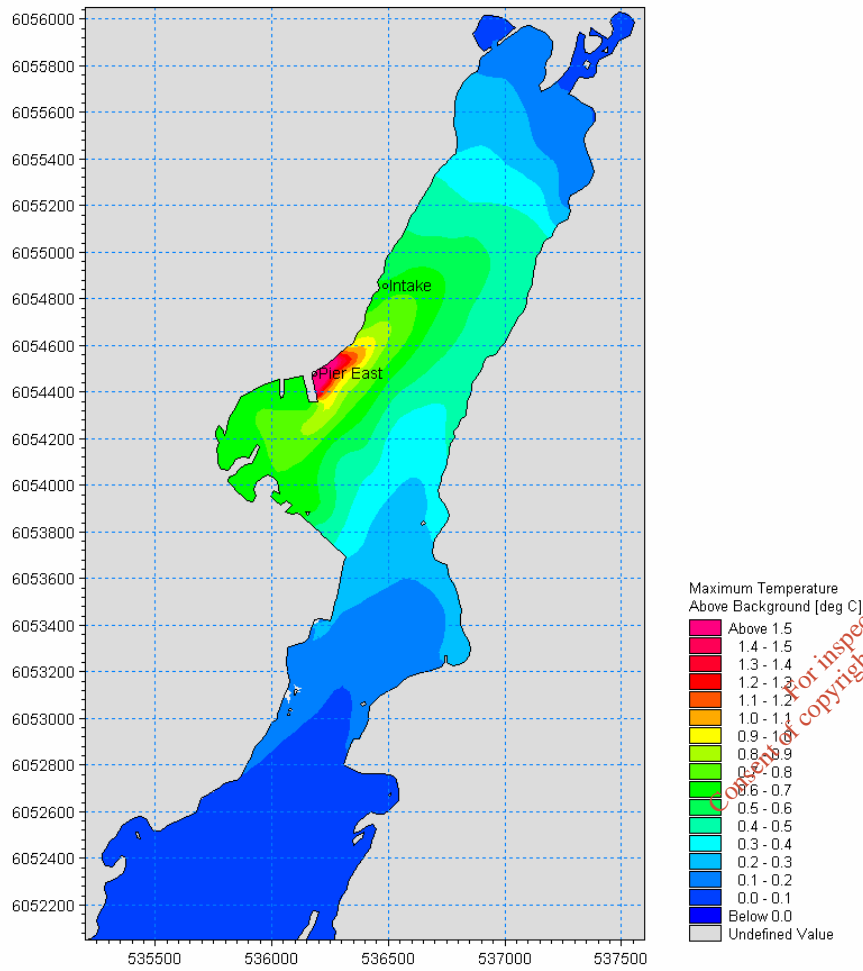 6056000
6055800
6055600
6055400
6055200
6055000
6054800
6054600
6054400
6054200
6054000
6053800
6053600
6053400
6053200
6053000
6052800
6052600
6052400
6052200
535500 536000 536500 537000 537500
Intake
Pier East
Maximum Temperature
Above Background [deg C]
Above 1.5
1.4 - 1.5
1.3 - 1.4
1.2 - 1.3
1.1 - 1.2
1.0 - 1.1
0.9 - 1.0
0.8 - 0.9
0.7 - 0.8
0.6 - 0.7
0.5 - 0.6
0.4 - 0.5
0.3 - 0.4
0.2 - 0.3
0.1 - 0.2
0.0 - 0.1
Below 0.0
Undefined Value
For inspec
Consent of copyrigh